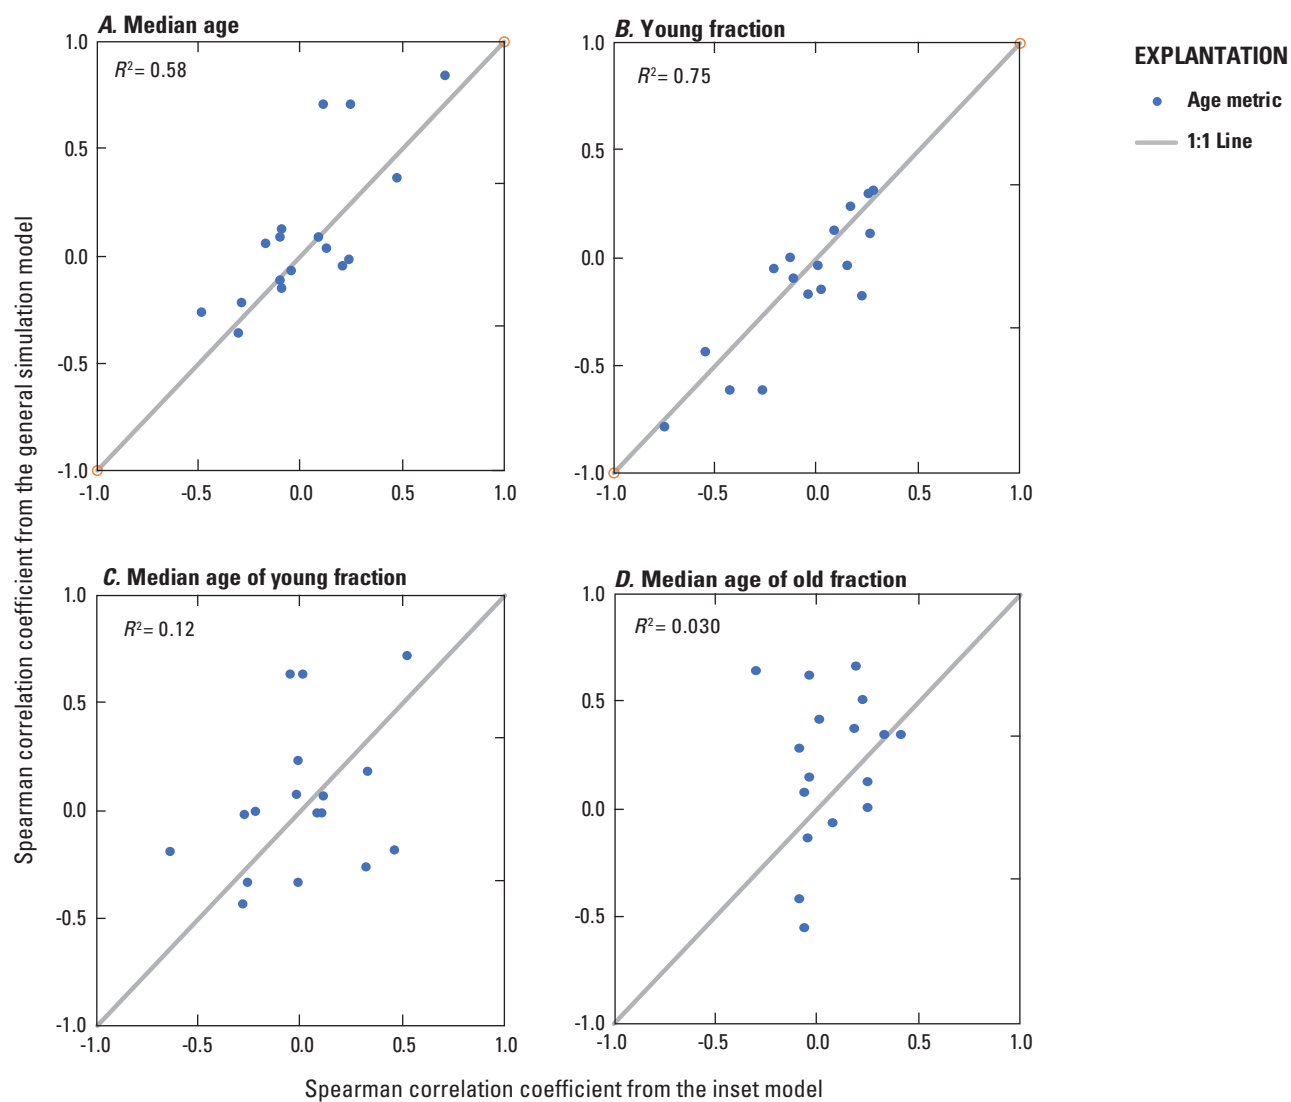 A. Median age
1.0
R²= 0.58
0.5
0.0
-0.5
-1.0
-1.0 -0.5 0.0 0.5 1.0
B. Young fraction
1.0
R²= 0.75
0.5
0.0
-0.5
-1.0
-1.0 -0.5 0.0 0.5 1.0
EXPLANTATION
Age metric
1:1 Line
Spearman correlation coefficient from the general simulation model
C. Median age of young fraction
1.0
R²= 0.12
0.5
0.0
-0.5
-1.0
-1.0 -0.5 0.0 0.5 1.0
D. Median age of old fraction
1.0
R²= 0.030
0.5
0.0
-0.5
-1.0
-1.0 -0.5 0.0 0.5 1.0
Spearman correlation coefficient from the inset model